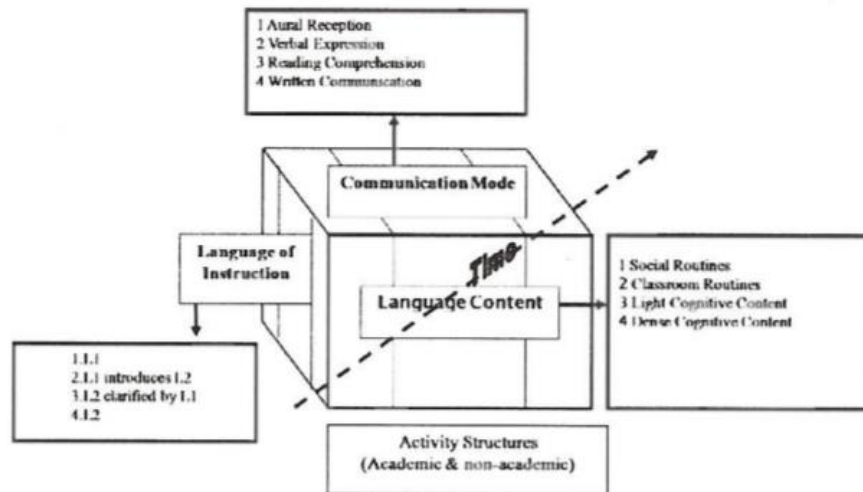 1 Aural Reception
2 Verbal Expression
3 Reading Comprehension
4 Written Communication
Communication Mode
Language of
Instruction
Time
Language Content
1 Social Routines
2 Classroom Routines
3 Light Cognitive Content
4 Dense Cognitive Content
1.L1
2.L1 introduces L2
3.L2 clarified by L1
4.L2
Activity Structures
(Academic & non-academic)